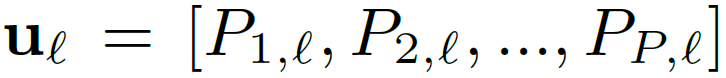 𝐮_ℓ = [P_{1,ℓ}, P_{2,ℓ}, ..., P_{P,ℓ}]